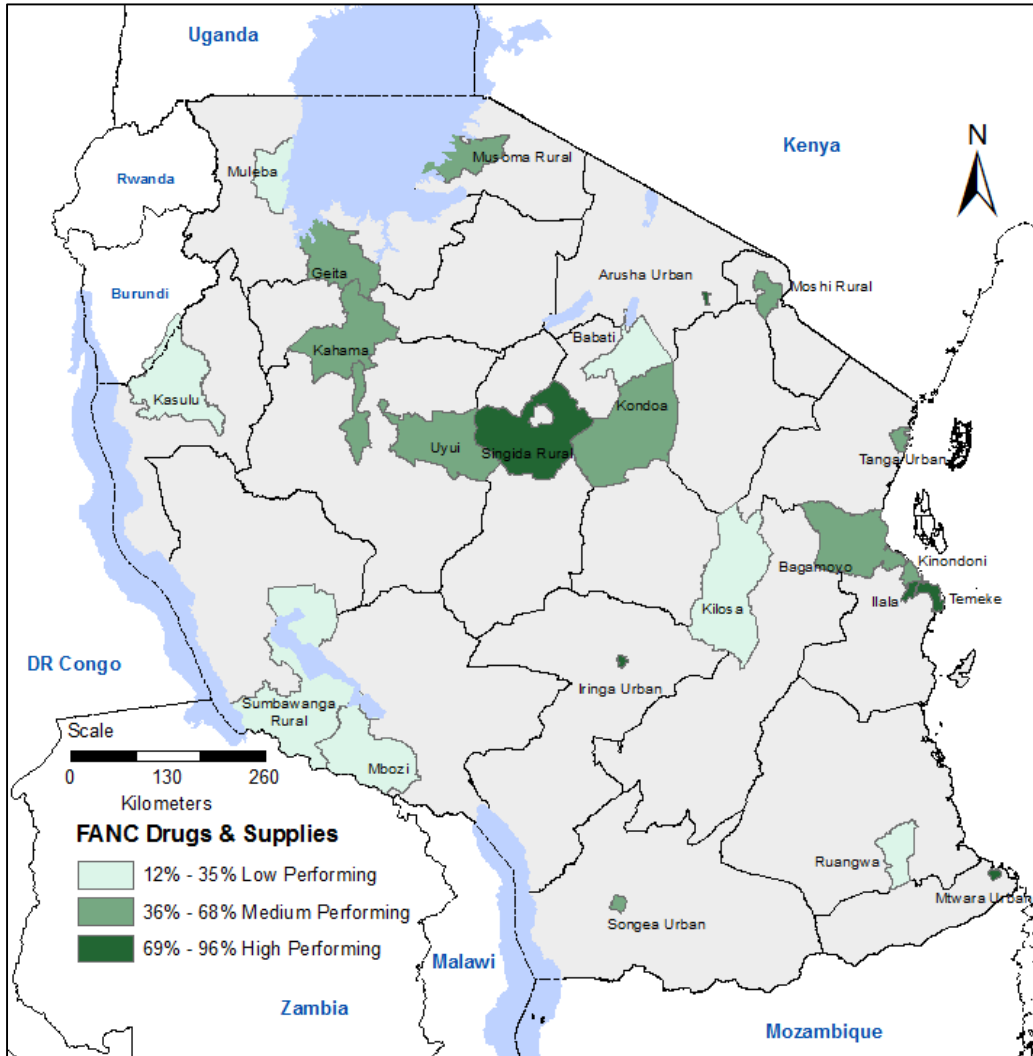 Uganda
Kenya
N
Rwanda
Muleba
Musoma Rural
Burundi
Geita
Arusha Urban
Moshi Rural
Babati
Kahama
Kasulu
Kondoa
Uyui
Singida Rural
Tanga Urban
Bagamoyo
Kinondoni
Ilala
Temeke
Kilosa
DR Congo
Iringa Urban
Sumbawanga
Rural
Mbozi
Scale
0 130 260
Kilometers
FANC Drugs & Supplies
12% - 35% Low Performing
36% - 68% Medium Performing
69% - 96% High Performing
Ruangwa
Mtwara Urban
Songea Urban
Malawi
Zambia
Mozambique